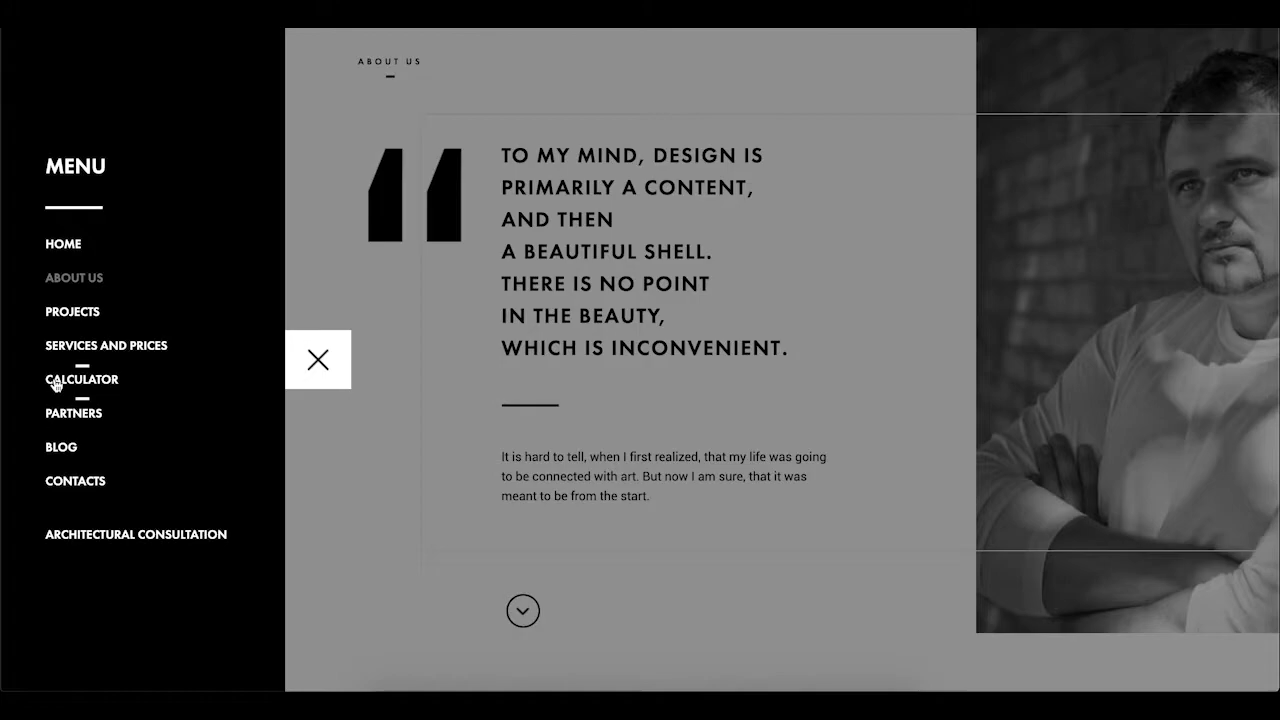 MENU
HOME
ABOUT US
PROJECTS
SERVICES AND PRICES
CALCULATOR
PARTNERS
BLOG
CONTACTS
ARCHITECTURAL CONSULTATION
ABOUT US
TO MY MIND, DESIGN IS
PRIMARILY A CONTENT,
AND THEN
A BEAUTIFUL SHELL.
THERE IS NO POINT
IN THE BEAUTY,
WHICH IS INCONVENIENT.
It is hard to tell, when I first realized, that my life was going
to be connected with art. But now I am sure, that it was
meant to be from the start.